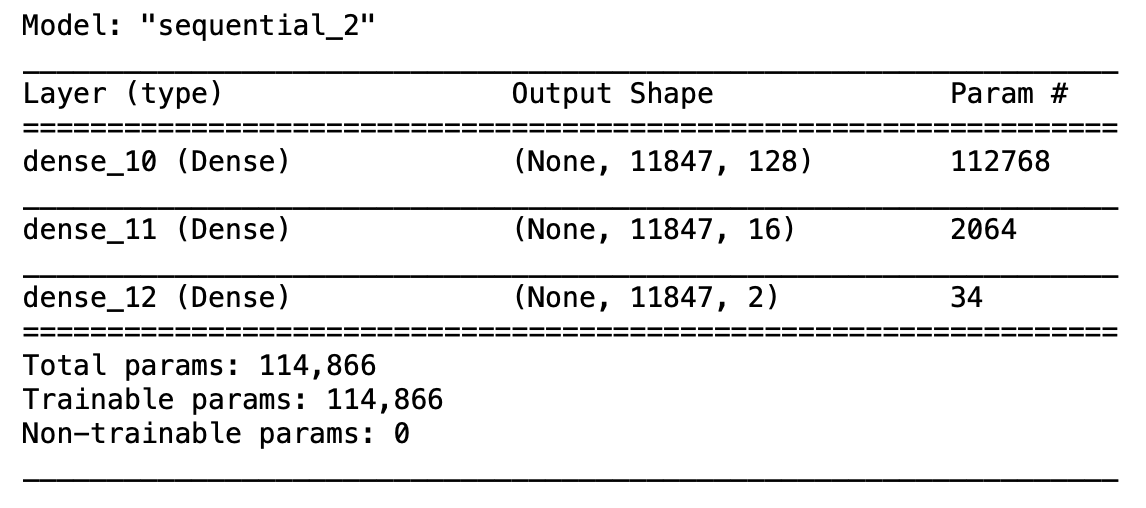 Model: "sequential_2"
Layer (type) Output Shape Param #
dense_10 (Dense) (None, 11847, 128) 112768
dense_11 (Dense) (None, 11847, 16) 2064
dense_12 (Dense) (None, 11847, 2) 34
Total params: 114,866
Trainable params: 114,866
Non-trainable params: 0